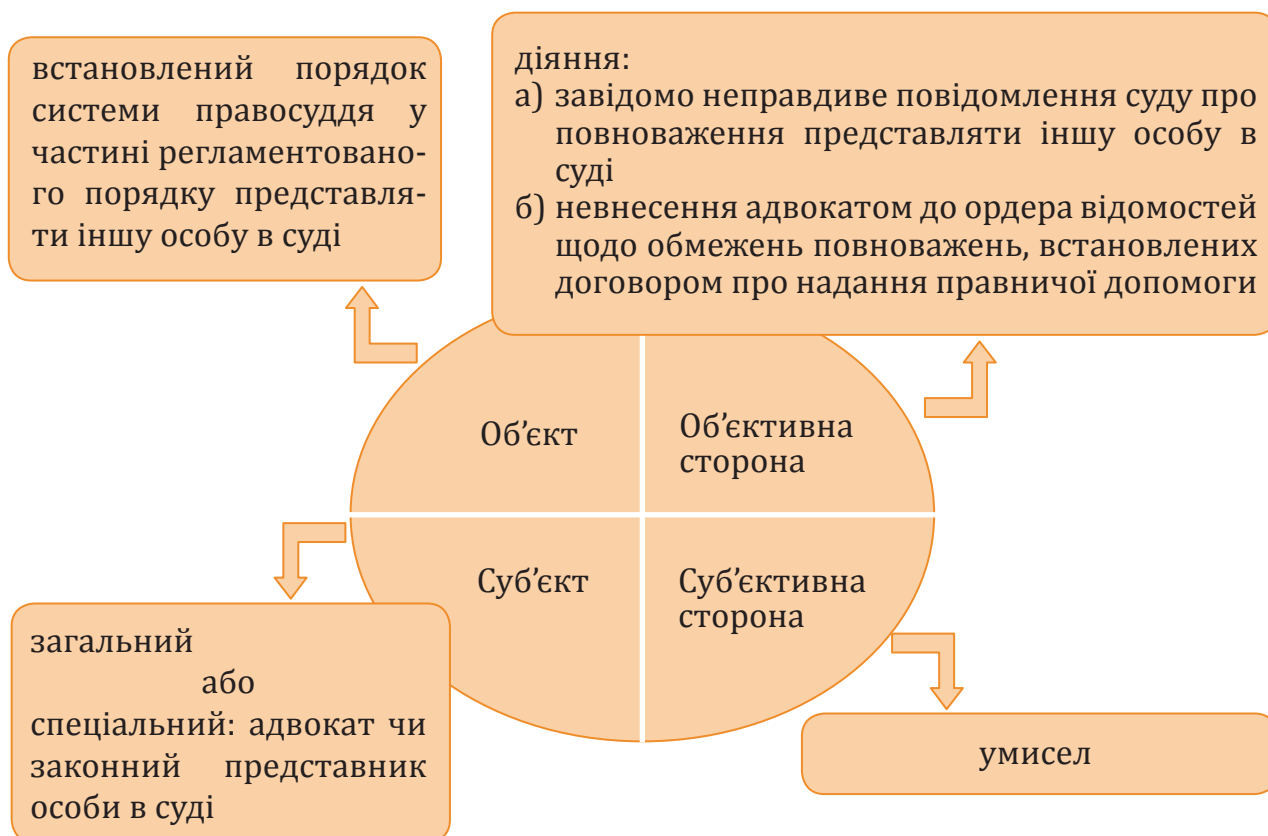 встановлений порядок
системи правосуддя у
частині регламентовано-
го порядку представля-
ти іншу особу в суді
діяння:
а) завідомо неправдиве повідомлення суду про
повноваження представляти іншу особу в
суді
б) невнесення адвокатом до ордера відомостей
щодо обмежень повноважень, встановлених
договором про надання правничої допомоги
Об’єкт
Об’єктивна
сторона
Суб’єкт
Суб’єктивна
сторона
загальний
або
спеціальний: адвокат чи
законний представник
особи в суді
умисел